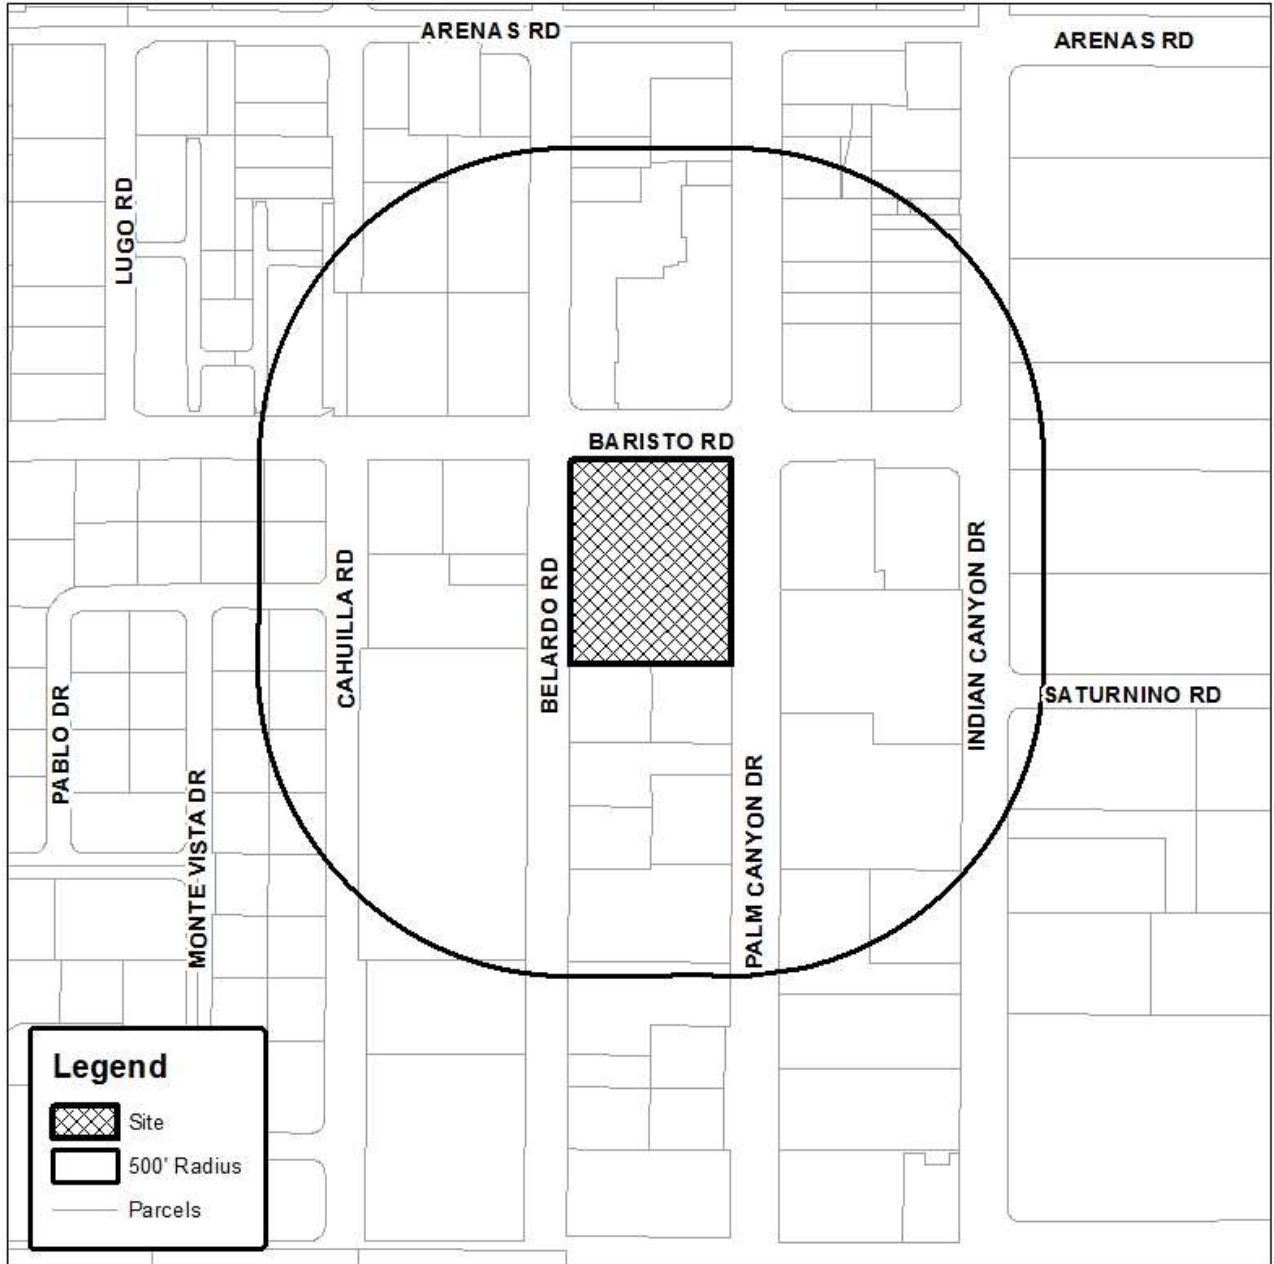 ARENAS RD
ARENAS RD
LUGO RD
BARISTO RD
CAHUILLA RD
BELARDO RD
INDIAN CANYON DR
SATURNINO RD
PABLO DR
MONTE VISTA DR
PALM CANYON DR
Legend
Site
500' Radius
Parcels